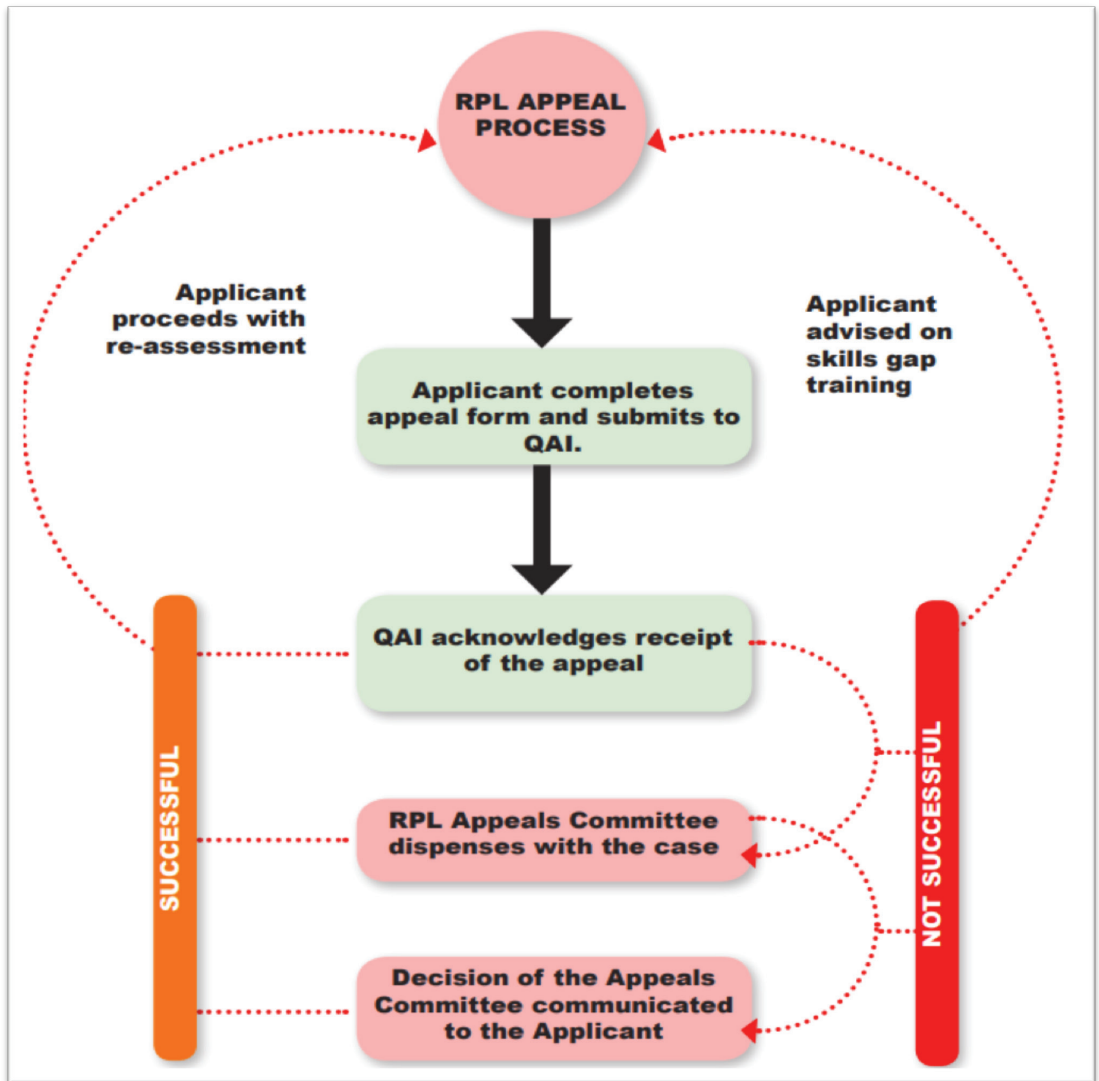 RPL APPEAL
PROCESS
Applicant
proceeds with
re-assessment
Applicant
advised on
skills gap
training
Applicant completes
appeal form and submits to
QAI.
QAI acknowledges receipt
of the appeal
SUCCESSFUL
NOT SUCCESSFUL
RPL Appeals Committee
dispenses with the case
Decision of the Appeals
Committee communicated
to the Applicant